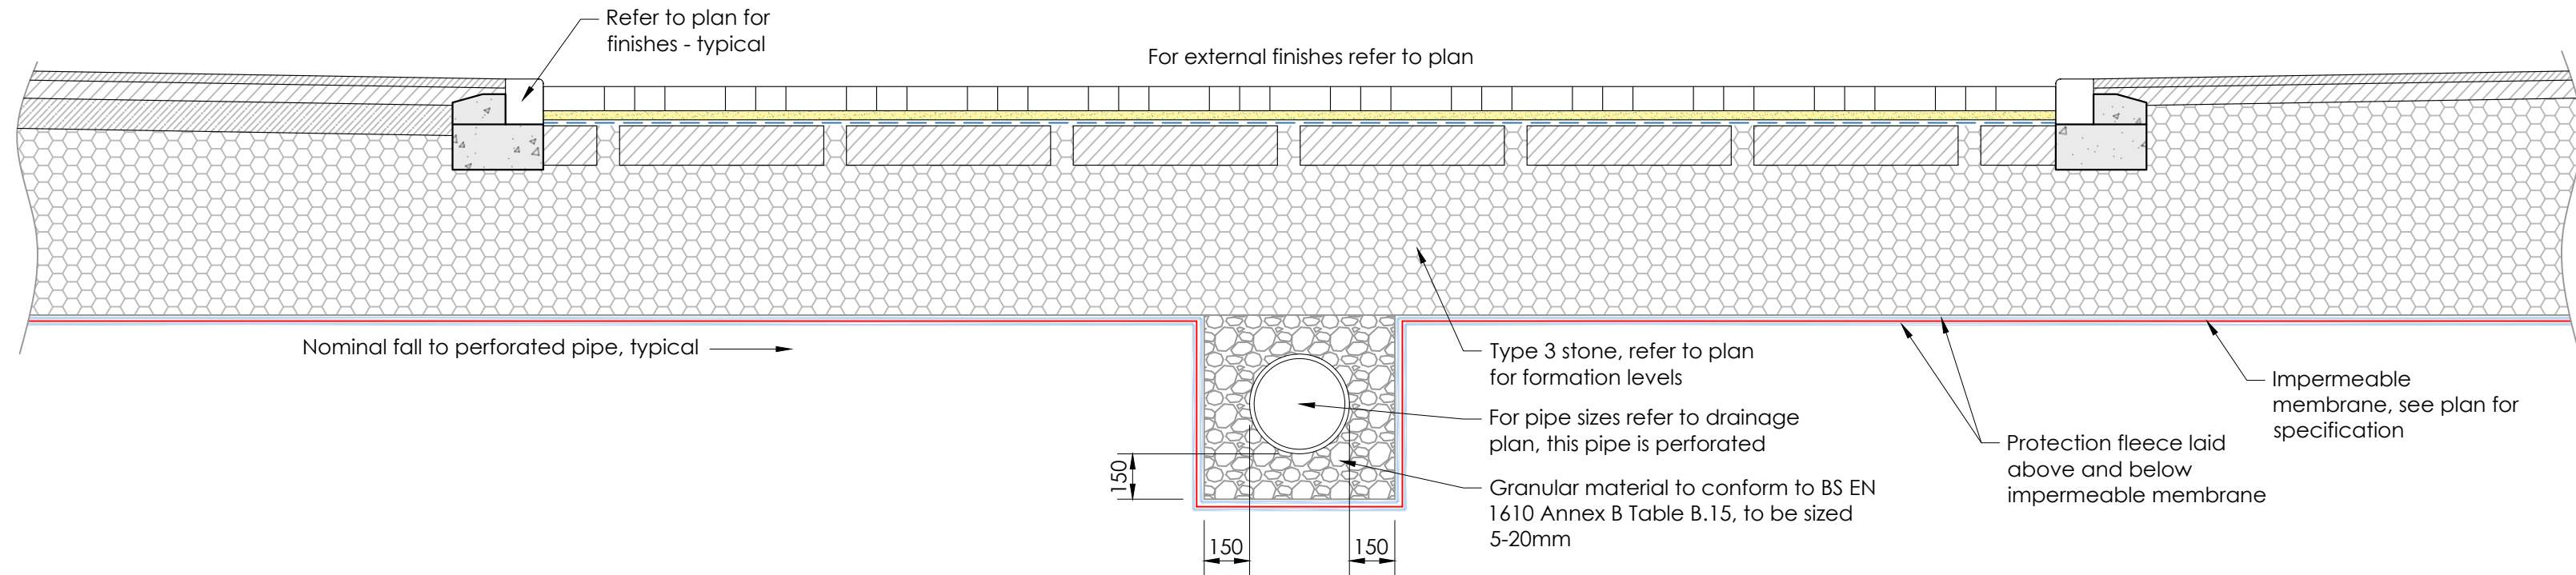 Refer to plan for
finishes - typical
For external finishes refer to plan
Nominal fall to perforated pipe, typical
Type 3 stone, refer to plan
for formation levels
For pipe sizes refer to drainage
plan, this pipe is perforated
Granular material to conform to BS EN
1610 Annex B Table B.15, to be sized
5-20mm
Impermeable
membrane, see plan for
specification
Protection fleece laid
above and below
impermeable membrane
150
150
150